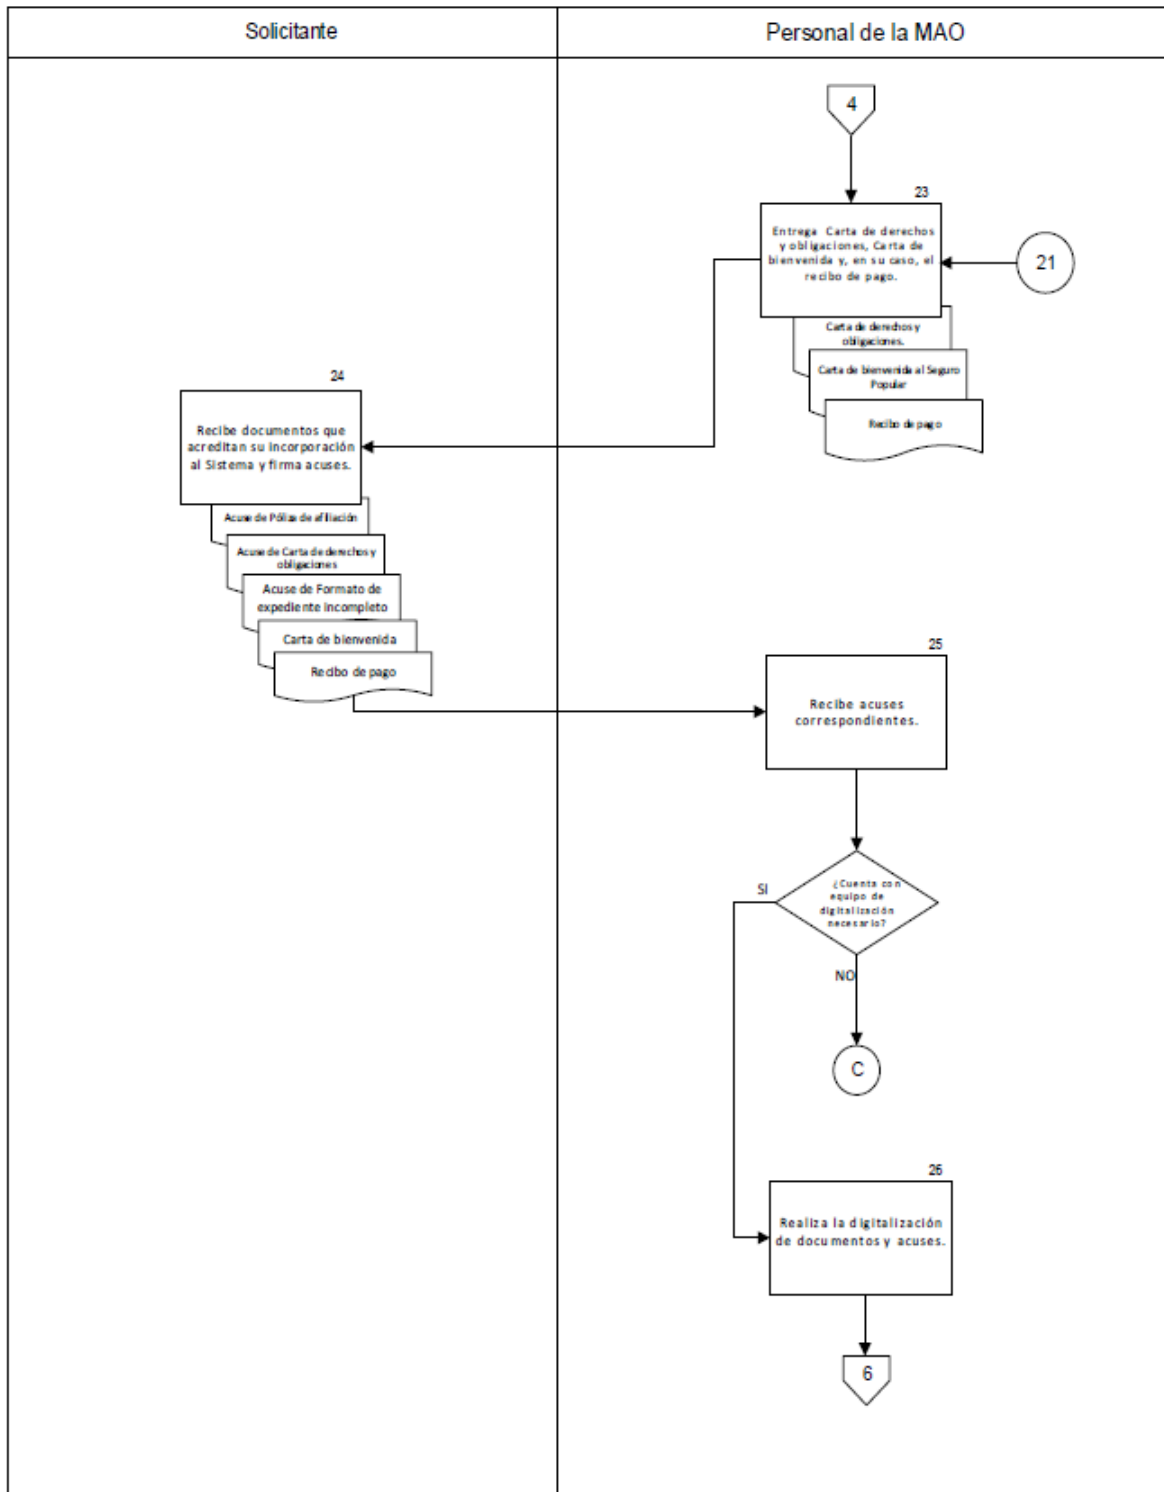 Solicitante
Personal de la MAO
4
23
Entrega Carta de derechos
y obligaciones, Carta de
bienvenida y, en su caso, el
recibo de pago.
21
Carta de derechos y
obligaciones.
Carta de bienvenida al Seguro
Popular
Recibo de pago
24
Recibe documentos que
acreditan su incorporación
al Sistema y firma acuses.
Acuse de Póliza de afiliación
Acuse de Carta de derechos y
obligaciones
Acuse de Formato de
expediente incompleto
Carta de bienvenida
Recibo de pago
25
Recibe acuses
correspondientes.
¿Cuenta con
equipo de
digitalización
necesario?
SI
NO
C
26
Realiza la digitalización
de documentos y acuses.
6